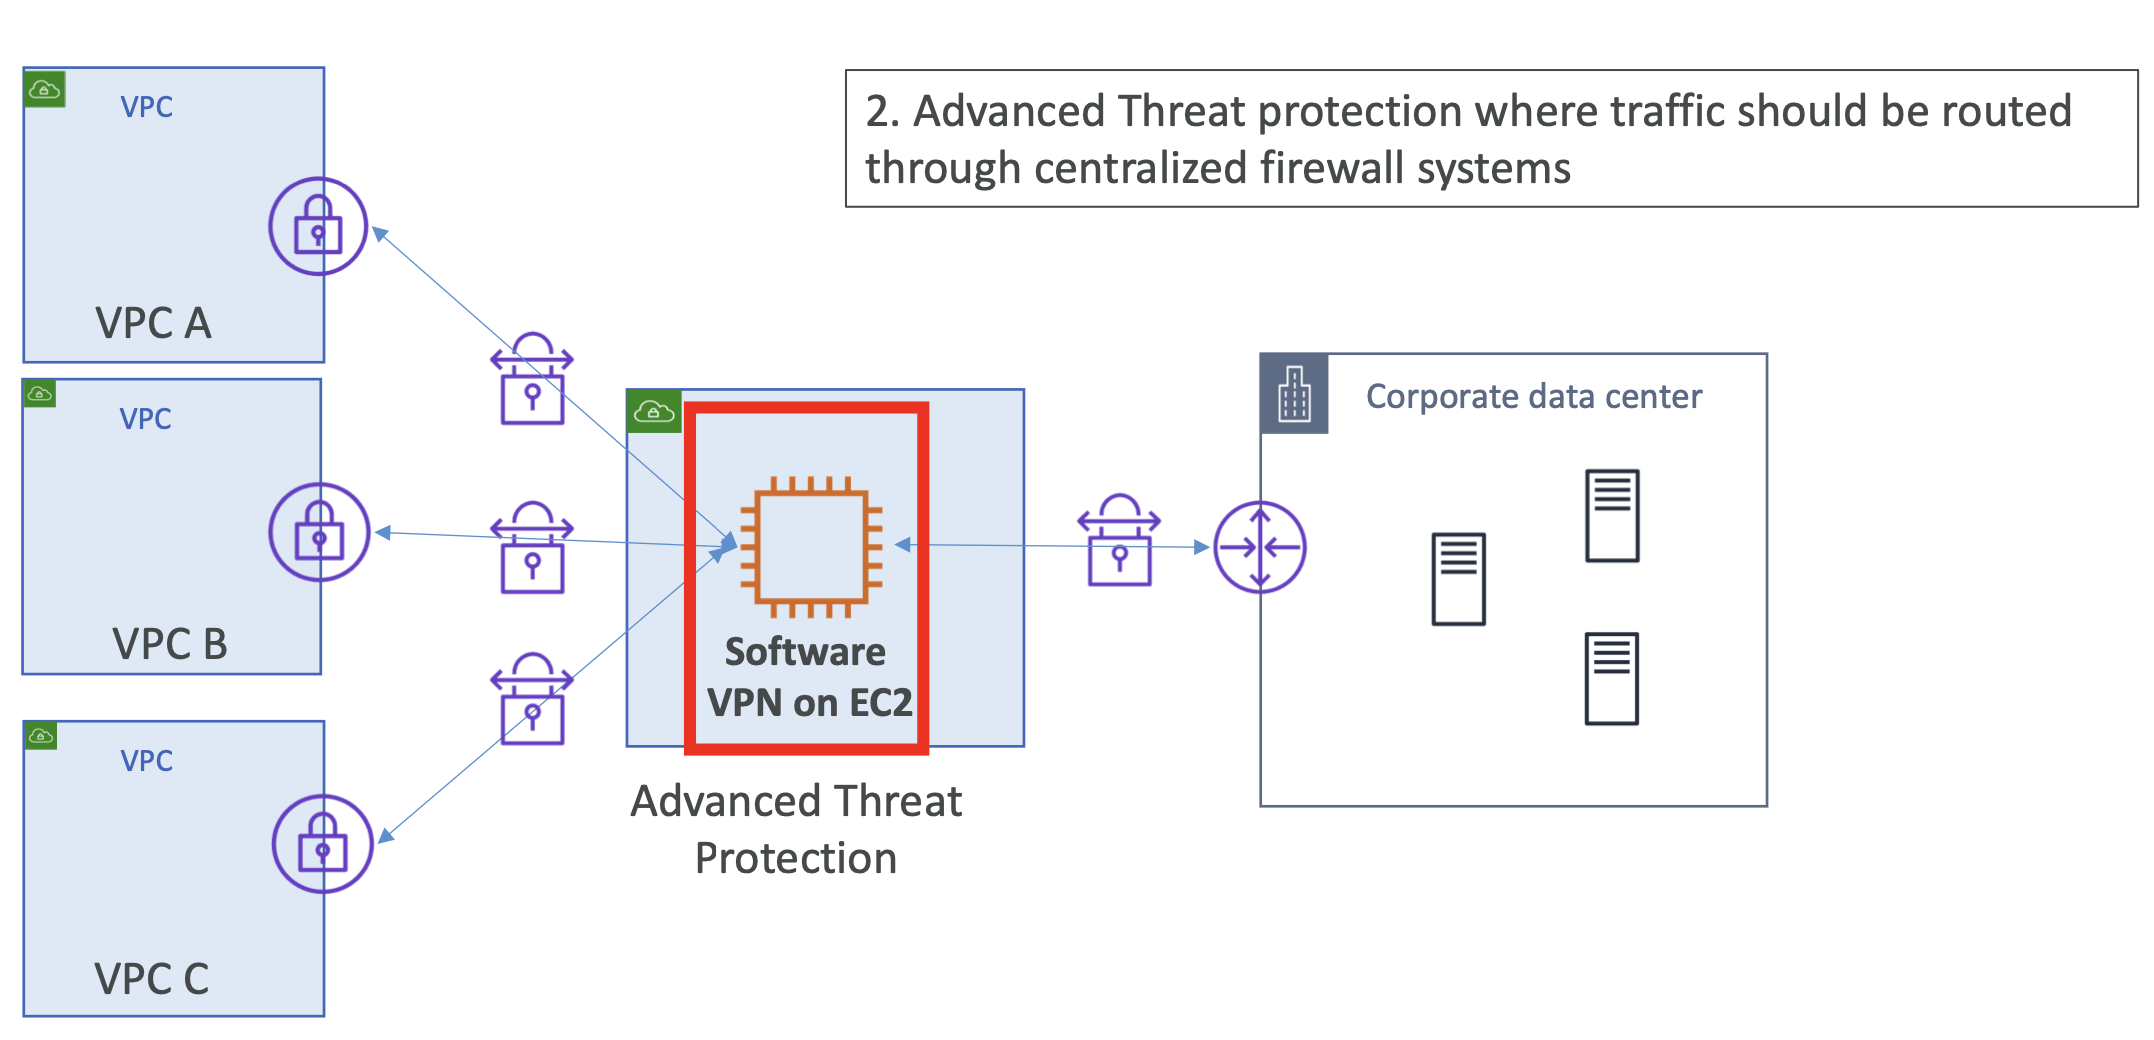 2. Advanced Threat protection where traffic should be routed
through centralized firewall systems
VPC
VPC A
VPC
VPC B
VPC
VPC C
Software
VPN on EC2
Advanced Threat
Protection
Corporate data center